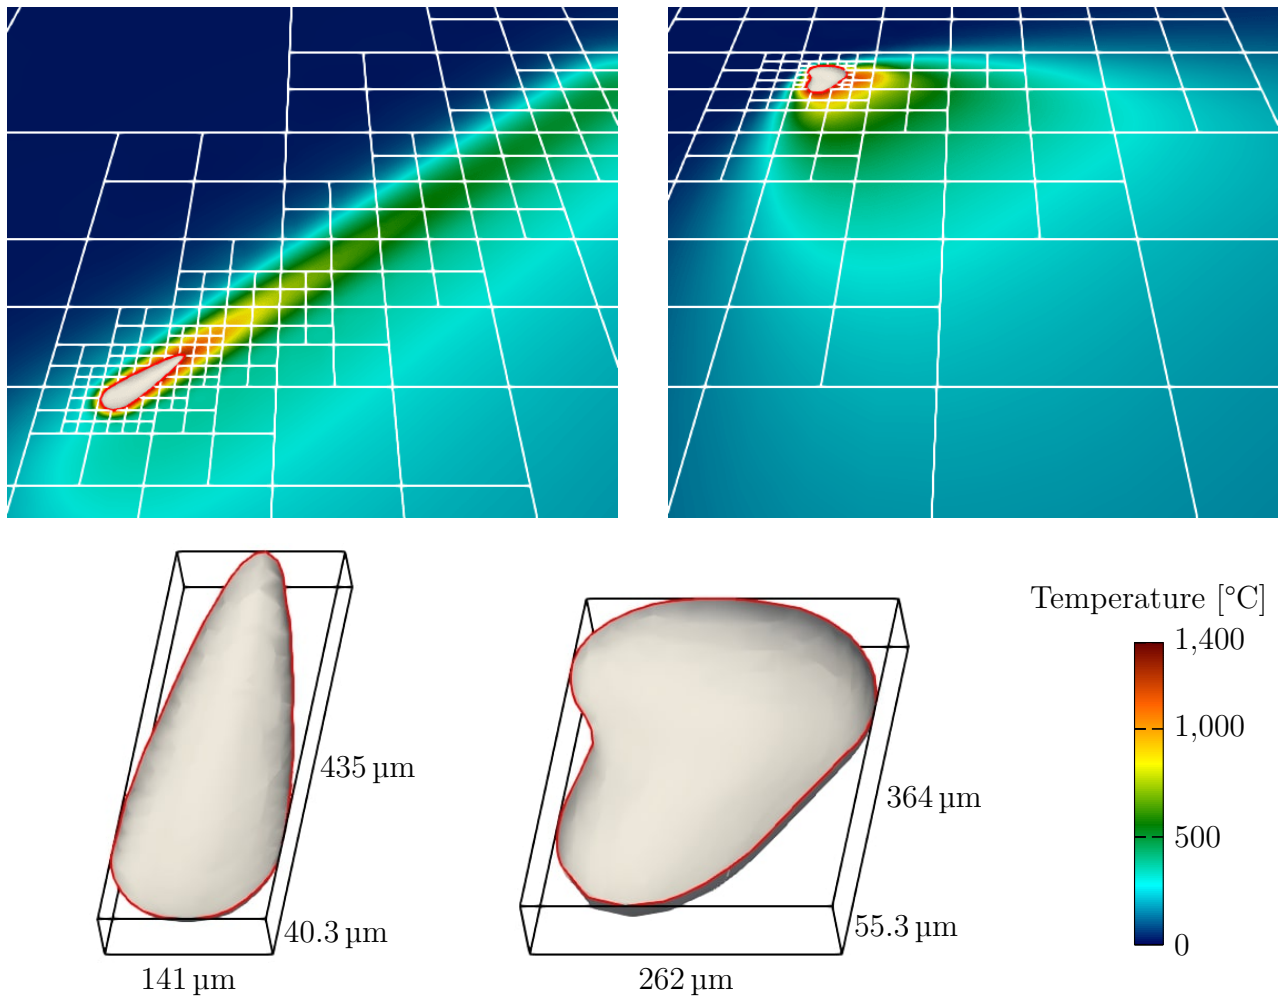 Temperature [°C]
1,400
1,000
500
0
435 µm
40.3 µm
141 µm
364 µm
55.3 µm
262 µm